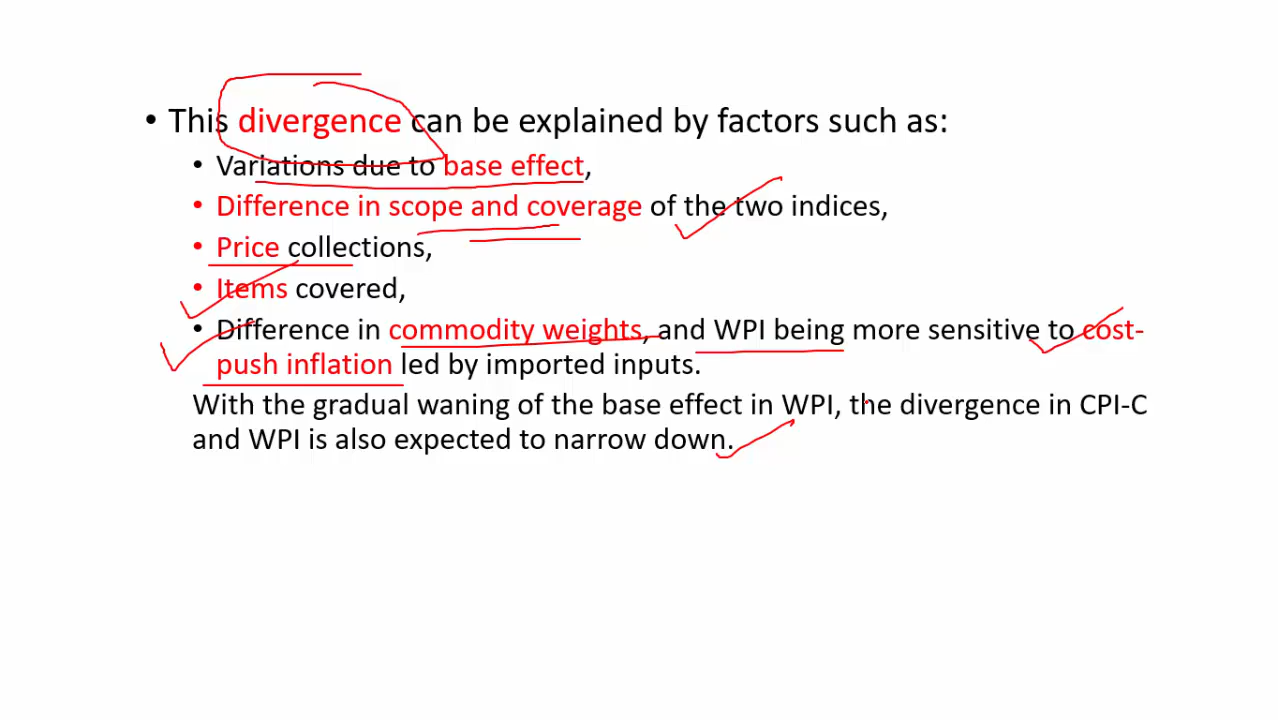 • This divergence can be explained by factors such as:
• Variations due to base effect,
• Difference in scope and coverage of the two indices,
• Price collections,
• Items covered,
• Difference in commodity weights, and WPI being more sensitive to cost-
push inflation led by imported inputs.
With the gradual waning of the base effect in WPI, the divergence in CPI-C
and WPI is also expected to narrow down.